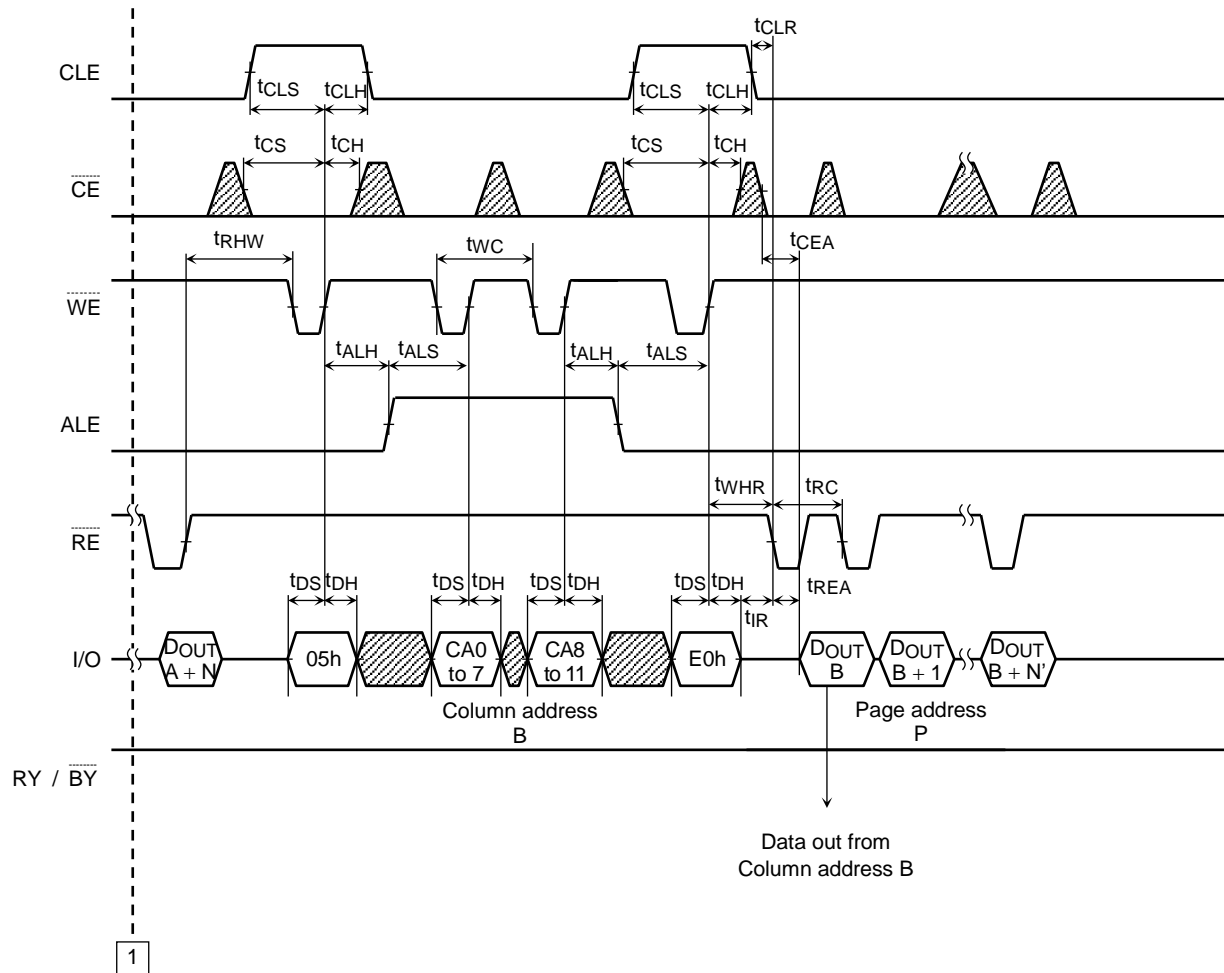 tCLR
CLE
tCLS tCLH tCLS tCLH
tCS tCH tCS tCH
CE
tCEA
tRHW tWC
WE
tALH tALS tALH tALS
ALE
tWHR tRC
RE
tDS tDH tDS tDH tDS tDH tDS tDH tREA
tIR
I/O
DOUT A + N
05h
CA0 to 7
CA8 to 11
E0h
DOUT B
DOUT B + 1
DOUT B + N’
Column address
B
Page address
P
RY / BY
Data out from
Column address B
1